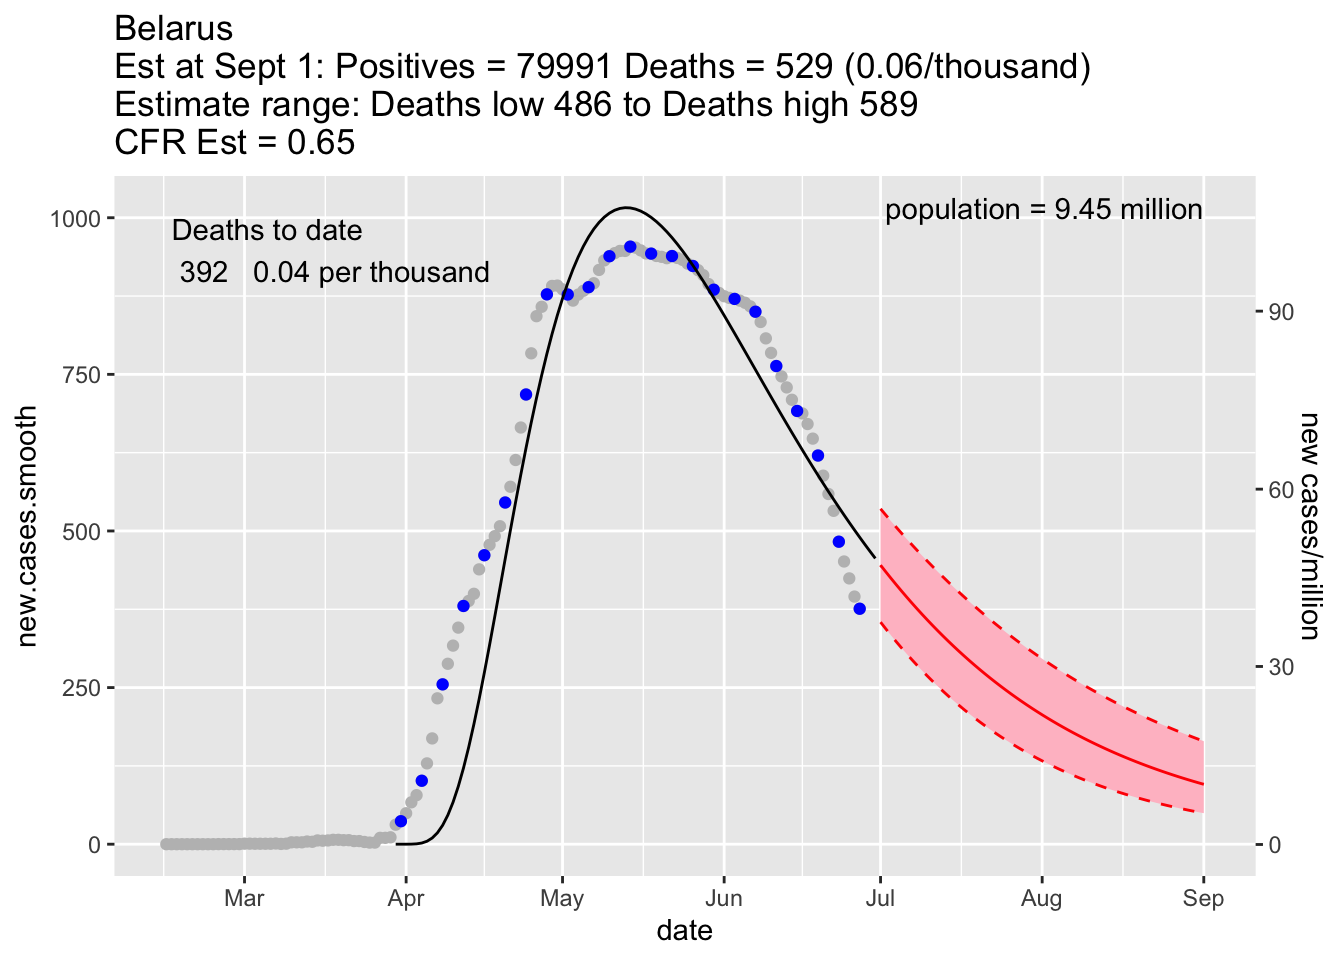 Belarus
Est at Sept 1: Positives = 79991 Deaths = 529 (0.06/thousand)
Estimate range: Deaths low 486 to Deaths high 589
CFR Est = 0.65
Deaths to date
392 0.04 per thousand
population = 9.45 million
new.cases.smooth
1000
750
500
250
0
new cases/million
90
60
30
0
Mar Apr May Jun Jul Aug Sep
date